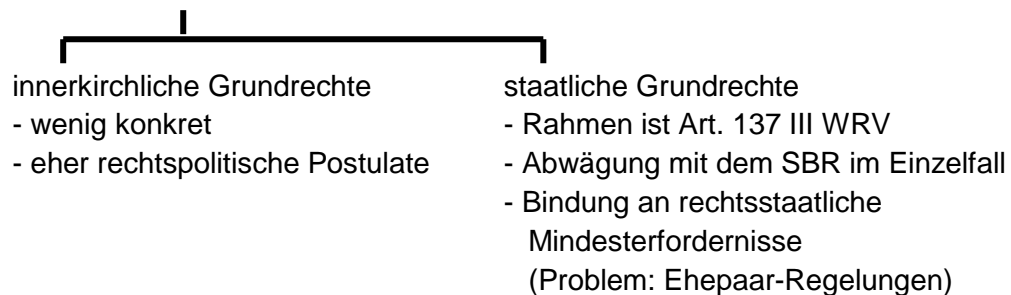 innerkirchliche Grundrechte
- wenig konkret
- eher rechtspolitische Postulate
staatliche Grundrechte
- Rahmen ist Art. 137 III WRV
- Abwägung mit dem SBR im Einzelfall
- Bindung an rechtsstaatliche
Mindesterfordernisse
(Problem: Ehepaar-Regelungen)